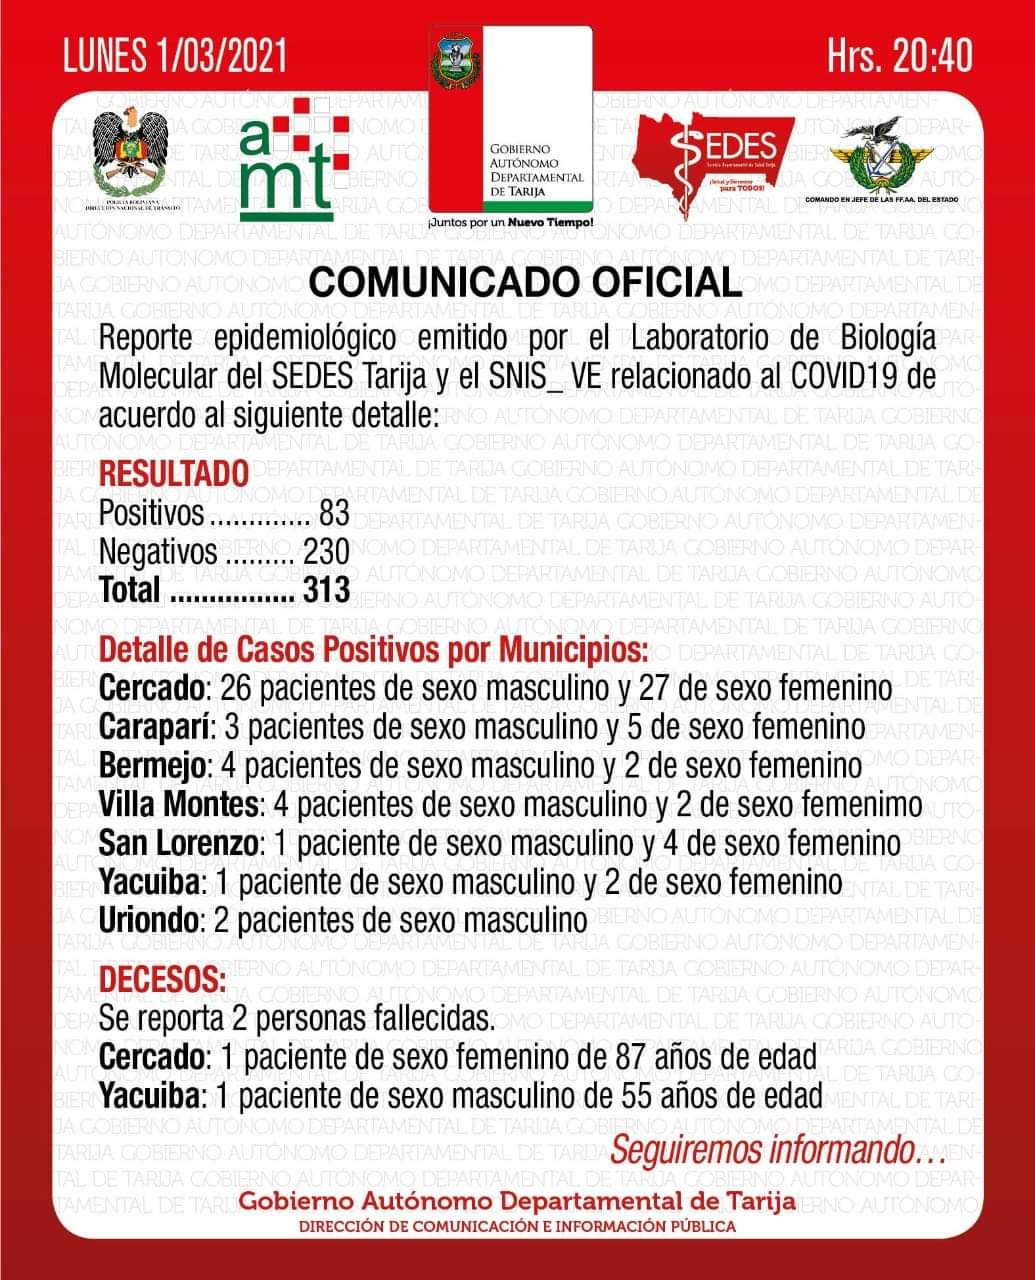 LUNES 1/03/2021
Hrs. 20:40
POLICIA BOLIVIANA
DIRECCIÓN NACIONAL DE TRÁNSITO
amt
GOBIERNO
AUTÓNOMO
DEPARTAMENTAL
DE TARIJA
¡Juntos por un Nuevo Tiempo!
SEDES
Servicio Departamental de Salud Tarija
¡Salud y Bienestar
para TODOS!
COMANDO EN JEFE DE LAS FF.AA. DEL ESTADO
COMUNICADO OFICIAL
Reporte epidemiológico emitido por el Laboratorio de Biología
Molecular del SEDES Tarija y el SNIS_VE relacionado al COVID19 de
acuerdo al siguiente detalle:
RESULTADO
Positivos ............. 83
Negativos ......... 230
Total ................ 313
Detalle de Casos Positivos por Municipios:
Cercado: 26 pacientes de sexo masculino y 27 de sexo femenino
Caraparí: 3 pacientes de sexo masculino y 5 de sexo femenino
Bermejo: 4 pacientes de sexo masculino y 2 de sexo femenino
Villa Montes: 4 pacientes de sexo masculino y 2 de sexo femenimo
San Lorenzo: 1 paciente de sexo masculino y 4 de sexo femenino
Yacuiba: 1 paciente de sexo masculino y 2 de sexo femenino
Uriondo: 2 pacientes de sexo masculino
DECESOS:
Se reporta 2 personas fallecidas.
Cercado: 1 paciente de sexo femenino de 87 años de edad
Yacuiba: 1 paciente de sexo masculino de 55 años de edad
Seguiremos informando...
Gobierno Autónomo Departamental de Tarija
DIRECCIÓN DE COMUNICACIÓN E INFORMACIÓN PÚBLICA